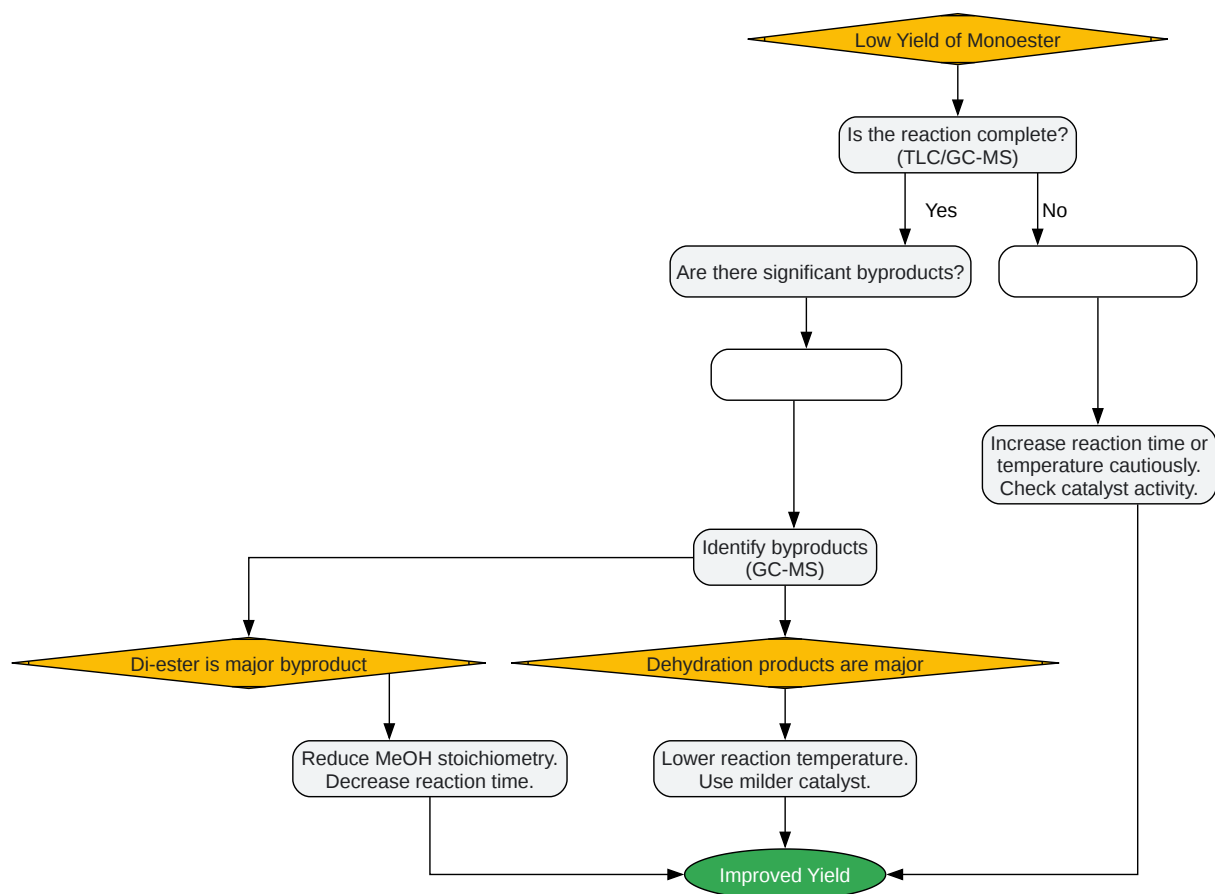 Low Yield of Monoester
Is the reaction complete?
(TLC/GC-MS)
Yes
No
Are there significant byproducts?
Increase reaction time or
temperature cautiously.
Check catalyst activity.
Identify byproducts
(GC-MS)
Di-ester is major byproduct
Dehydration products are major
Reduce MeOH stoichiometry.
Decrease reaction time.
Lower reaction temperature.
Use milder catalyst.
Improved Yield